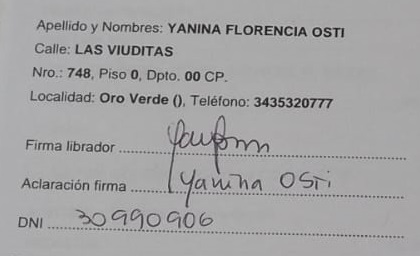 Apellido y Nombres: YANINA FLORENCIA OSTI
Calle: LAS VIUDITAS
Nro.: 748, Piso 0, Dpto. 00 CP.
Localidad: Oro Verde (), Teléfono: 3435320777
Firma librador
Aclaración firma Yanina OSTi
DNI 30990906